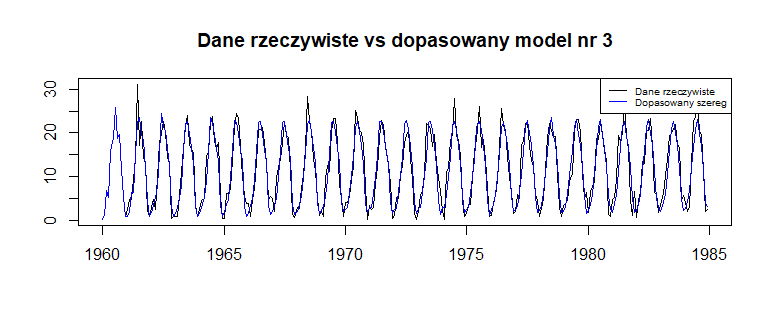 Dane rzeczywiste vs dopasowany model nr 3
Dane rzeczywiste
Dopasowany szereg
30
20
10
0
1960 1965 1970 1975 1980 1985